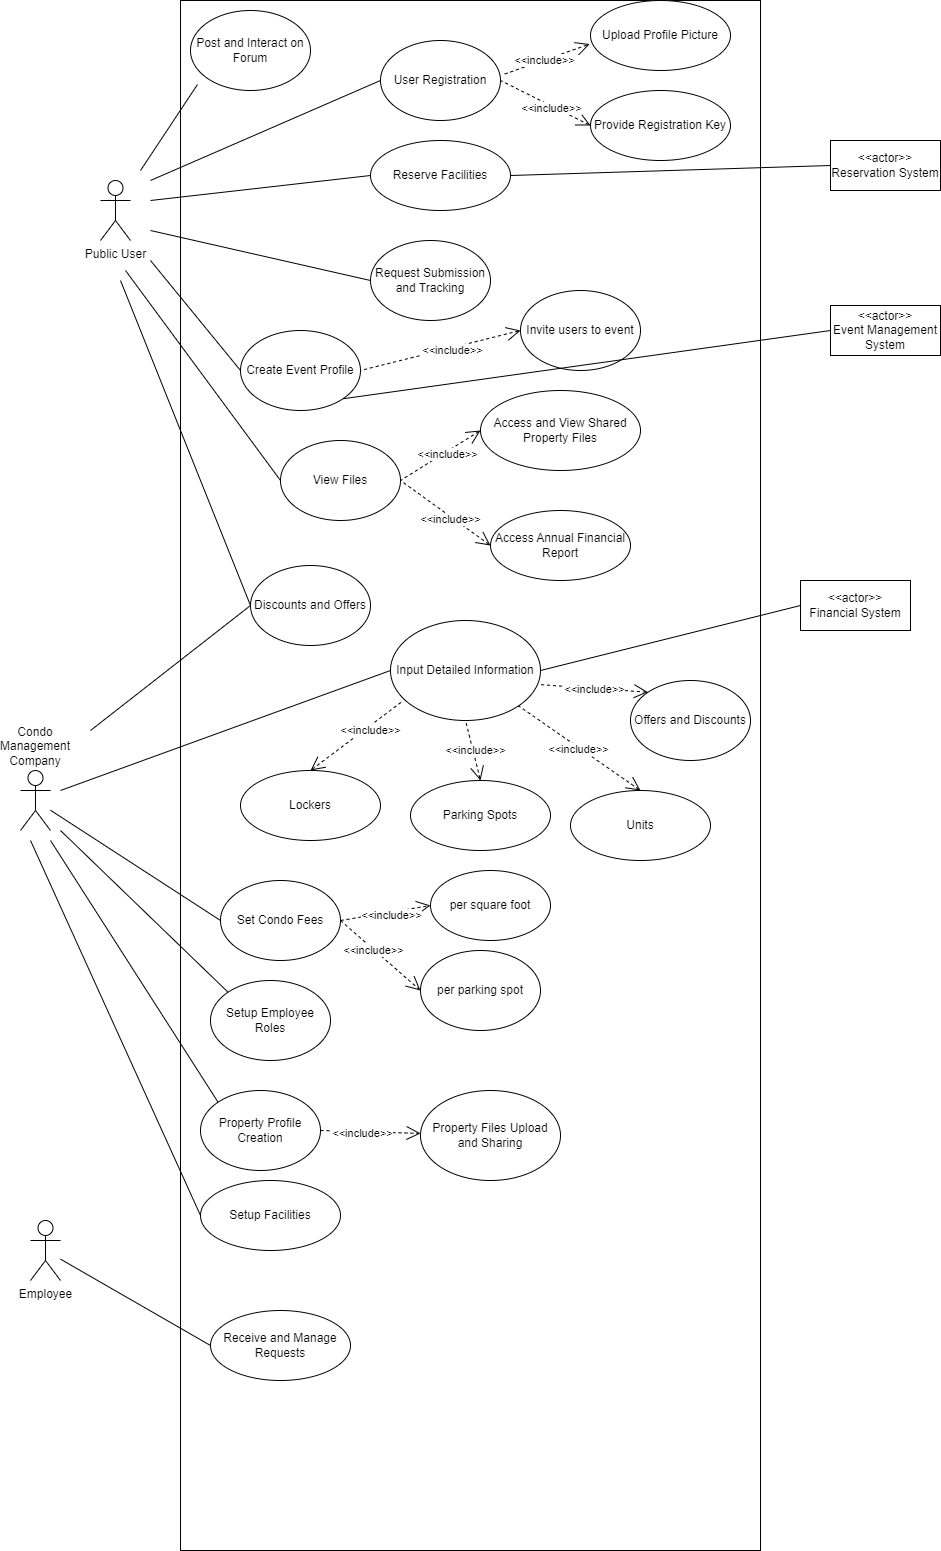 Post and Interact on
Forum
User Registration
<<include>>
Upload Profile Picture
<<include>>
Provide Registration Key
Reserve Facilities
<<actor>>
Reservation System
Public User
Request Submission
and Tracking
Create Event Profile
<<include>>
Invite users to event
<<actor>>
Event Management
System
View Files
<<include>>
Access and View Shared
Property Files
<<include>>
Access Annual Financial
Report
Discounts and Offers
<<actor>>
Financial System
Input Detailed Information
<<include>>
Offers and Discounts
Condo
Management
Company
<<include>>
<<include>>
<<include>>
Lockers
Parking Spots
Units
Set Condo Fees
<<include>>
per square foot
<<include>>
per parking spot
Setup Employee
Roles
Property Profile
Creation
<<include>>
Property Files Upload
and Sharing
Setup Facilities
Employee
Receive and Manage
Requests